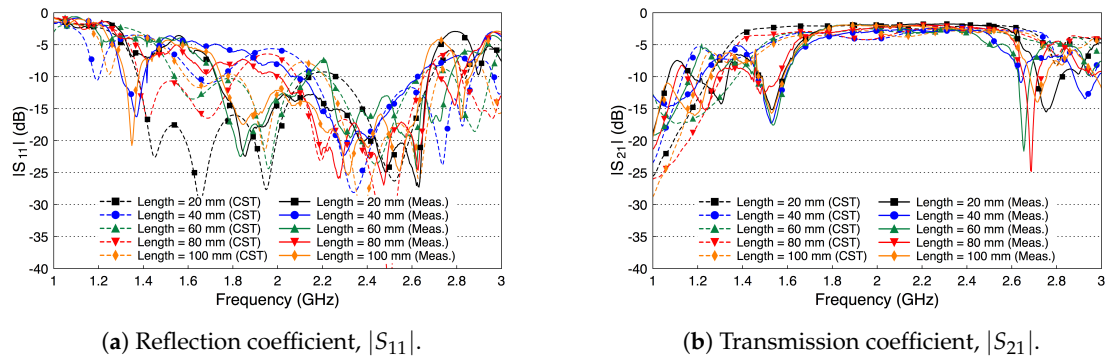 0
-5
-10
-15
-20
-25
-30
-35
-40
|S11| (dB)
Length = 20 mm (CST)
Length = 40 mm (CST)
Length = 60 mm (CST)
Length = 80 mm (CST)
Length = 100 mm (CST)
Length = 20 mm (Meas.)
Length = 40 mm (Meas.)
Length = 60 mm (Meas.)
Length = 80 mm (Meas.)
Length = 100 mm (Meas.)
1 1.2 1.4 1.6 1.8 2 2.2 2.4 2.6 2.8 3
Frequency (GHz)
(a) Reflection coefficient, |S11|.
0
-5
-10
-15
-20
-25
-30
-35
-40
|S21| (dB)
Length = 20 mm (CST)
Length = 40 mm (CST)
Length = 60 mm (CST)
Length = 80 mm (CST)
Length = 100 mm (CST)
Length = 20 mm (Meas.)
Length = 40 mm (Meas.)
Length = 60 mm (Meas.)
Length = 80 mm (Meas.)
Length = 100 mm (Meas.)
1 1.2 1.4 1.6 1.8 2 2.2 2.4 2.6 2.8 3
Frequency (GHz)
(b) Transmission coefficient, |S21|.